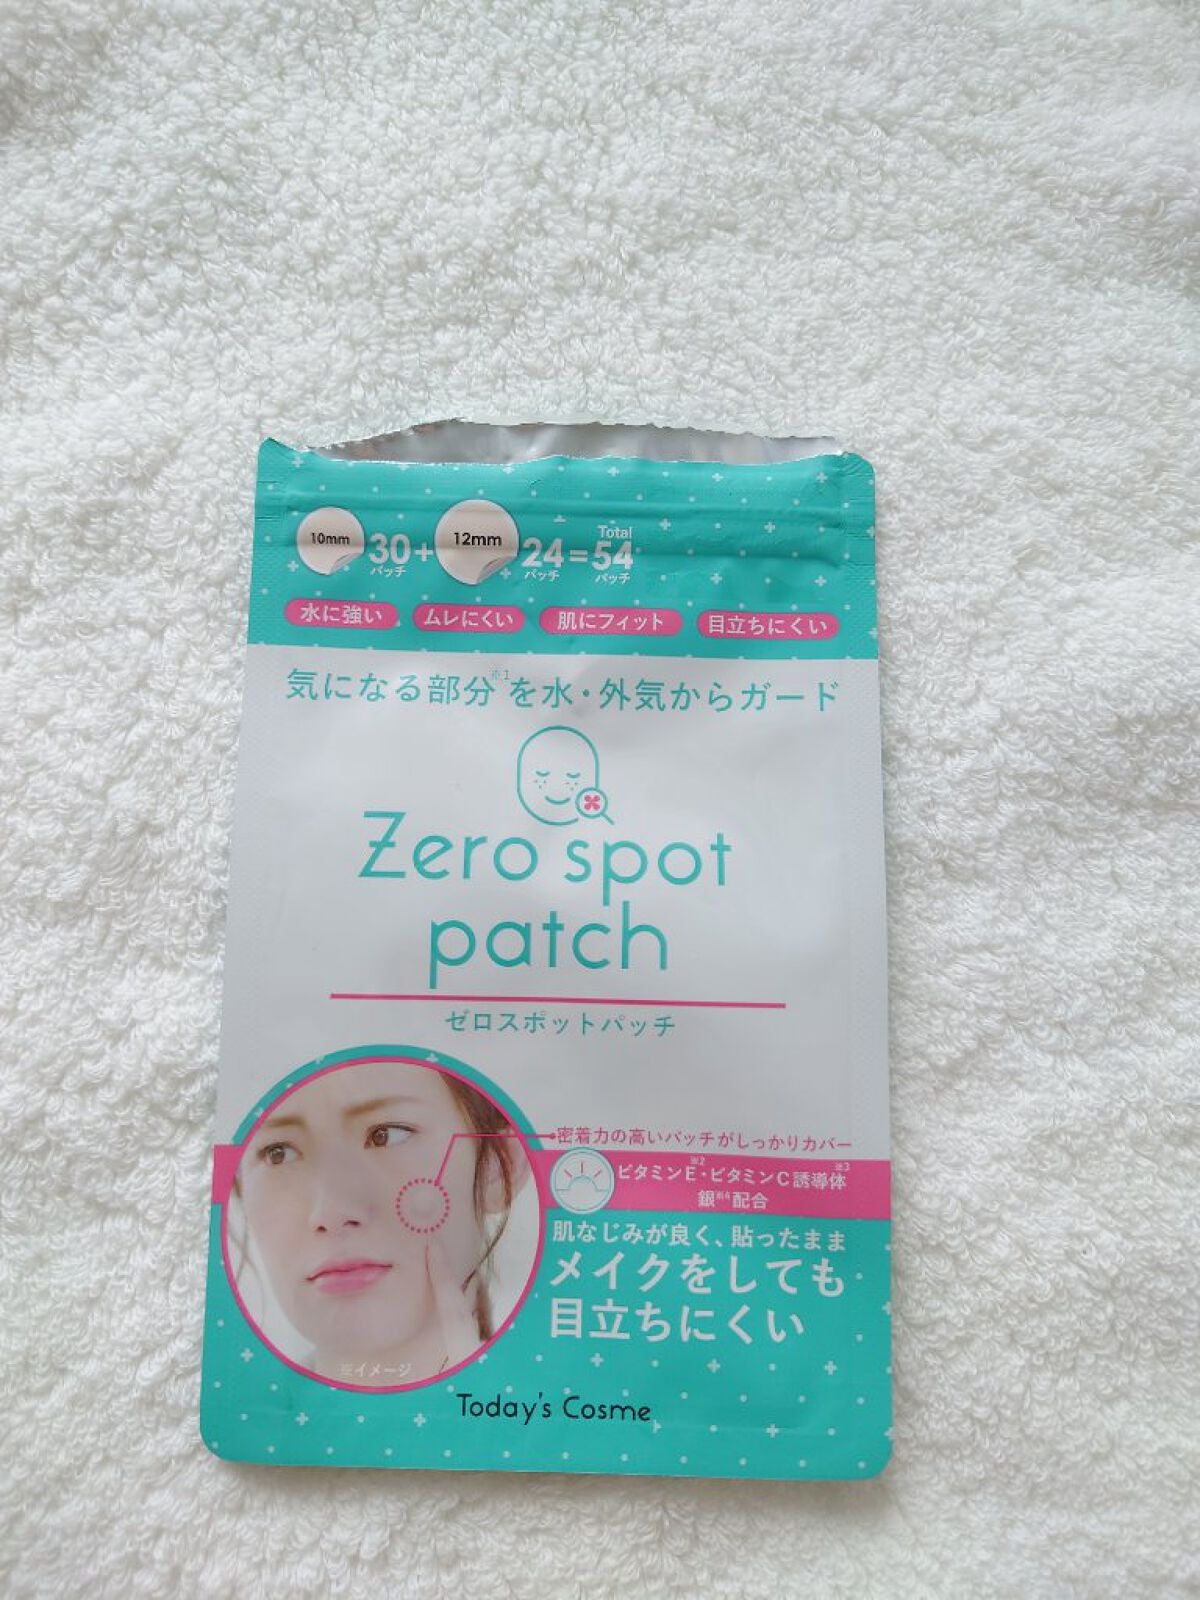 10mm 30パッチ + 12mm 24パッチ = Total 54パッチ
水に強い ムレにくい 肌にフィット 目立ちにくい
気になる部分※1を水・外気からガード
Zero spot
patch
ゼロスポットパッチ
密着力の高いパッチがしっかりカバー
ビタミンE※2・ビタミンC誘導体※3
銀※4配合
肌なじみが良く、貼ったまま
メイクをしても
目立ちにくい
※イメージ
Today's Cosme